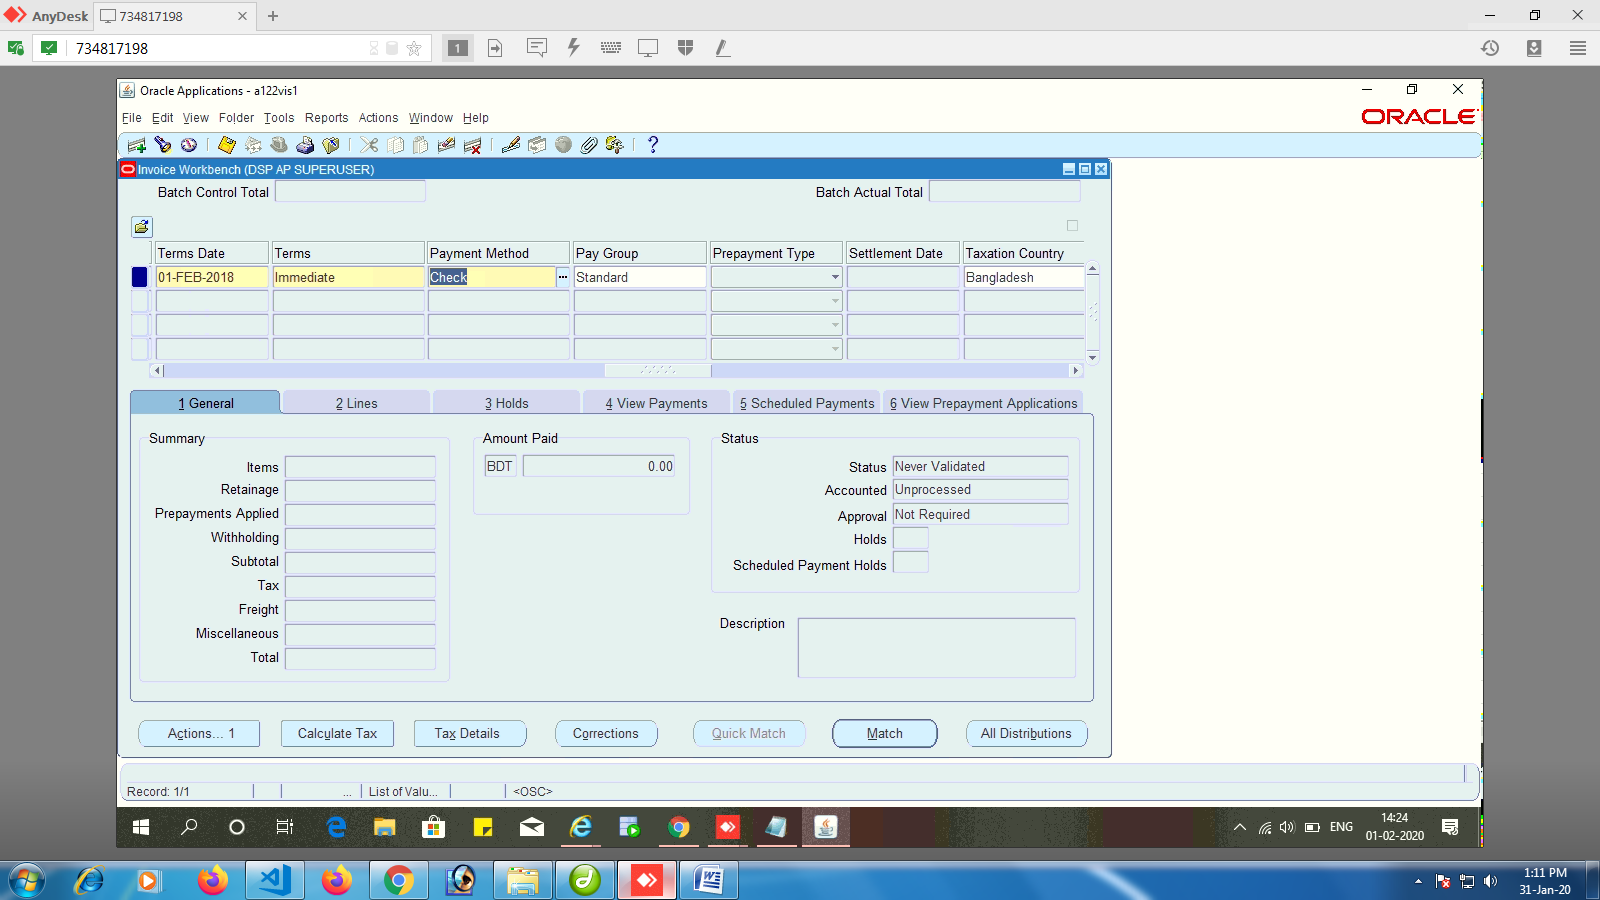 AnyDesk
734817198
734817198
1
Oracle Applications - a122vis1
File Edit View Folder Tools Reports Actions Window Help
ORACLE
Invoice Workbench (DSP AP SUPERUSER)
Batch Control Total
Batch Actual Total
Terms Date Terms Payment Method Pay Group Prepayment Type Settlement Date Taxation Country
01-FEB-2018 Immediate Check ... Standard Bangladesh
1 General 2 Lines 3 Holds 4 View Payments 5 Scheduled Payments 6 View Prepayment Applications
Summary
Items
Retainage
Prepayments Applied
Withholding
Subtotal
Tax
Freight
Miscellaneous
Total
Amount Paid
BDT 0.00
Status
Status Never Validated
Accounted Unprocessed
Approval Not Required
Holds
Scheduled Payment Holds
Description
Actions... 1 Calculate Tax Tax Details Corrections Quick Match Match All Distributions
Record: 1/1 ... List of Valu... <OSC>
ENG
14:24
01-02-2020
1:11 PM
31-Jan-20